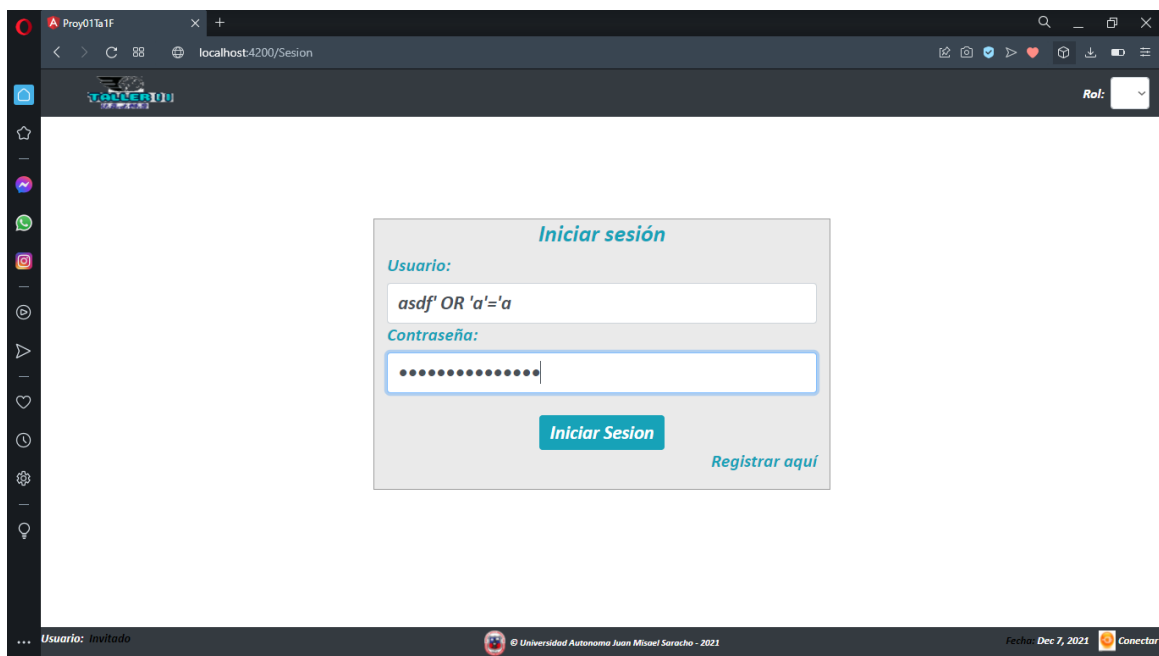 Proy01Ta1F
localhost:4200/Sesion
TALLER
Rol:
Iniciar sesión
Usuario:
asdf' OR 'a'='a
Contraseña:
•••••••••••••••
Iniciar Sesion
Registrar aquí
Usuario: Invitado
© Universidad Autonoma Juan Misael Saracho - 2021
Fecha: Dec 7, 2021
Conectar